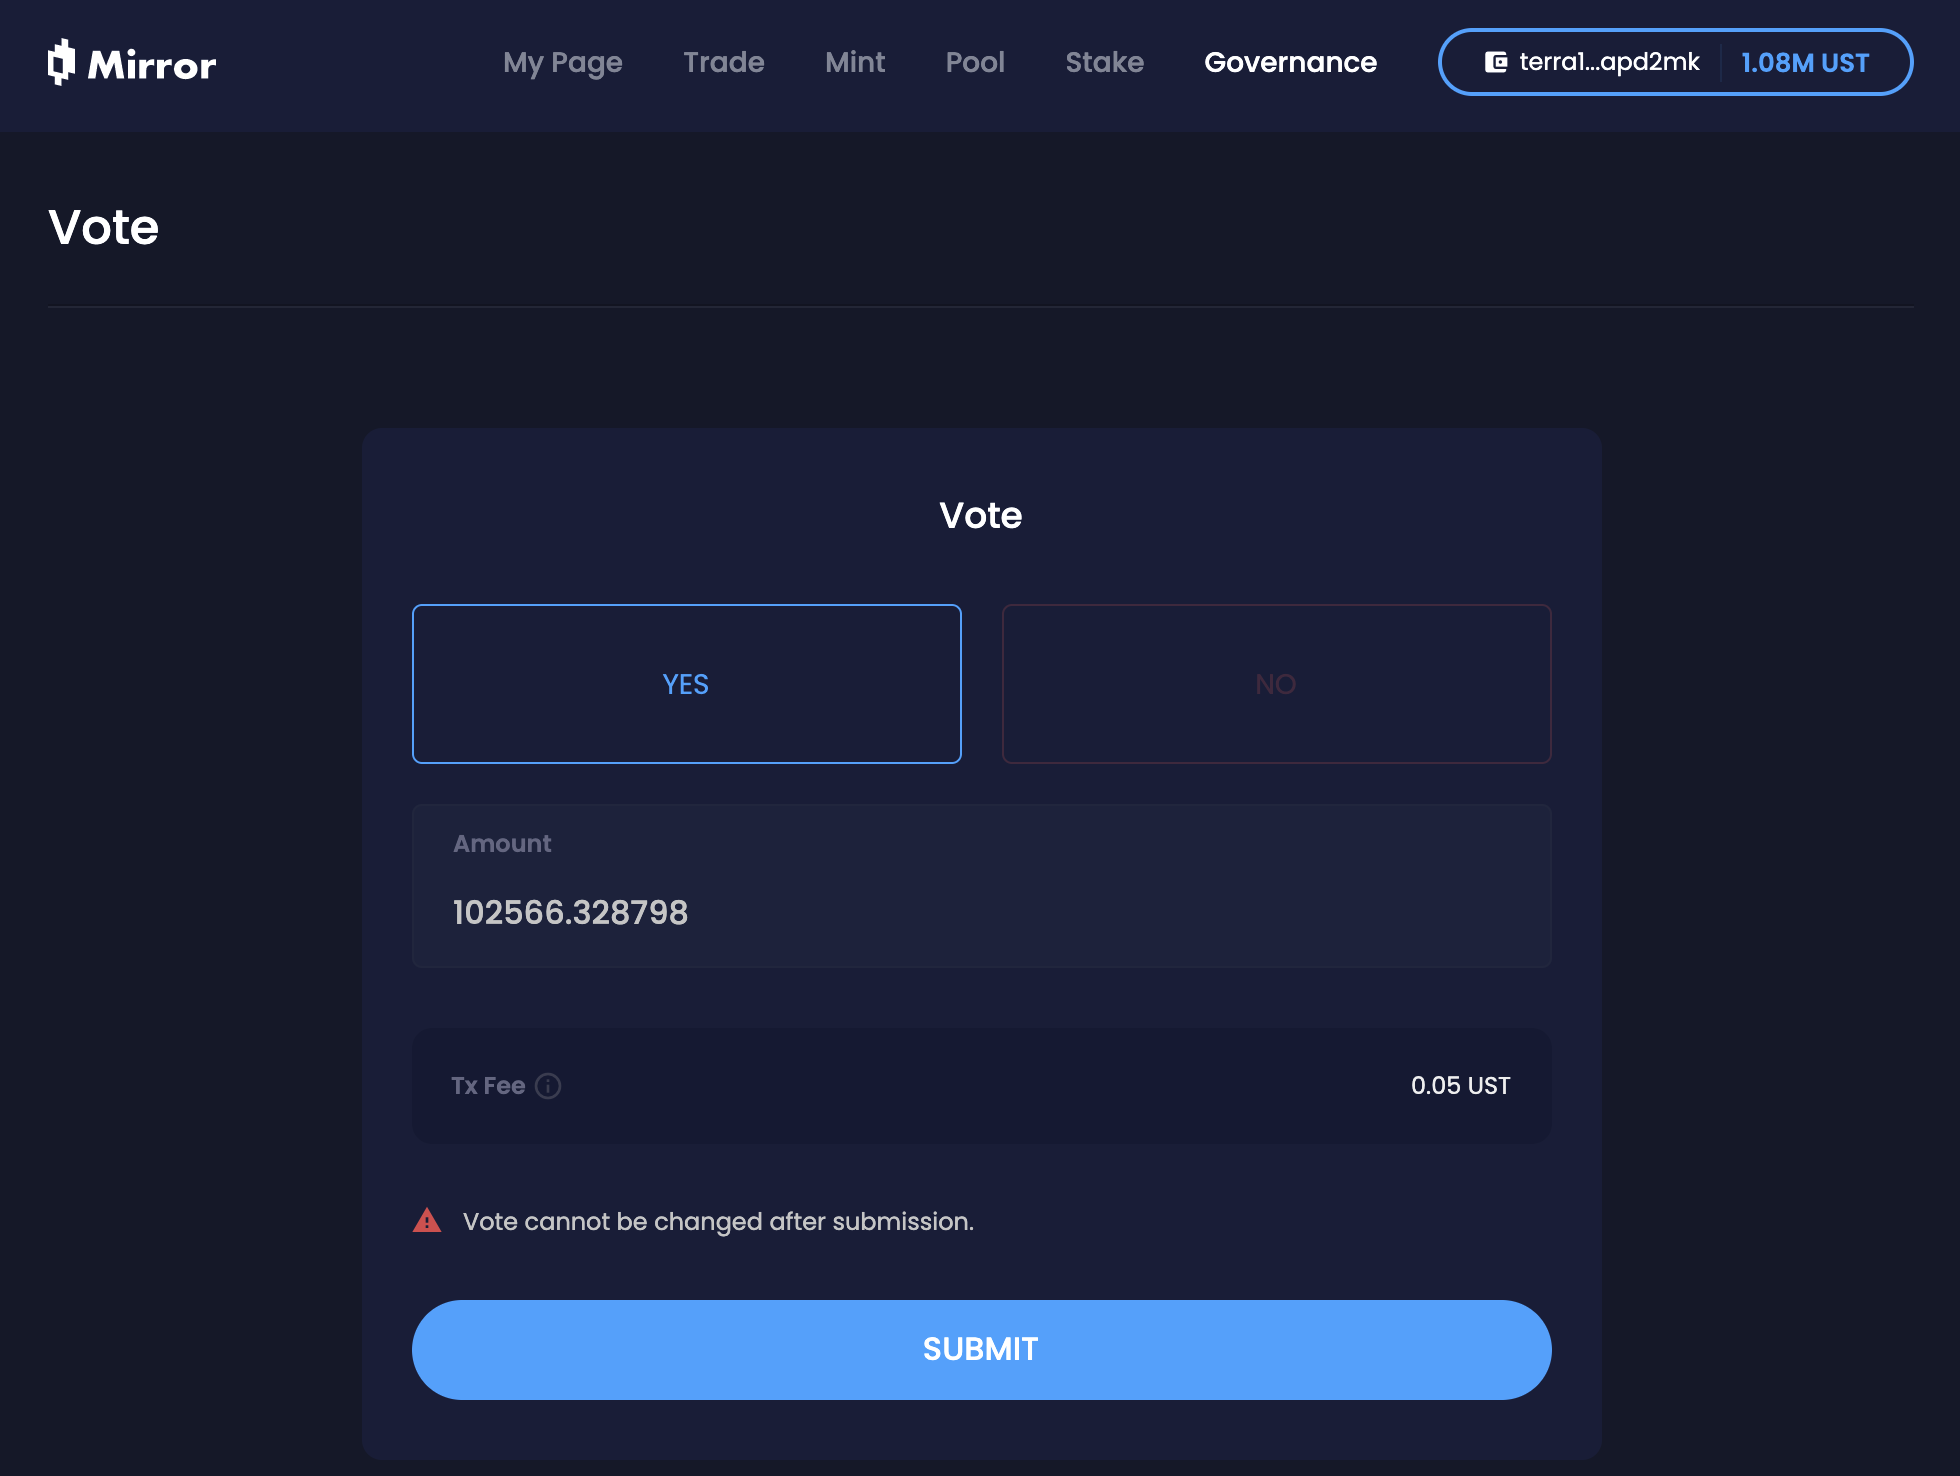 Mirror
My Page Trade Mint Pool Stake Governance terra1...apd2mk 1.08M UST
Vote
Vote
YES NO
Amount
102566.328798
Tx Fee 0.05 UST
Vote cannot be changed after submission.
SUBMIT